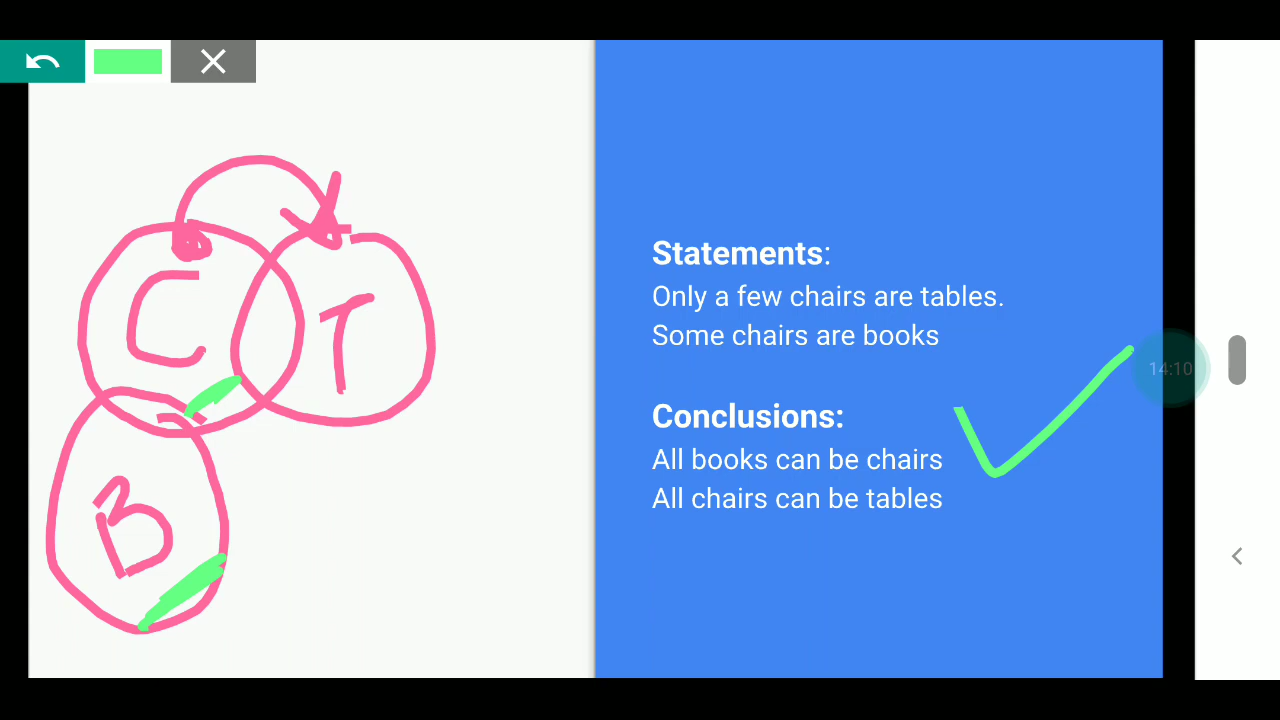 C
T
B
Statements:
Only a few chairs are tables.
Some chairs are books
Conclusions:
All books can be chairs
All chairs can be tables
14:10